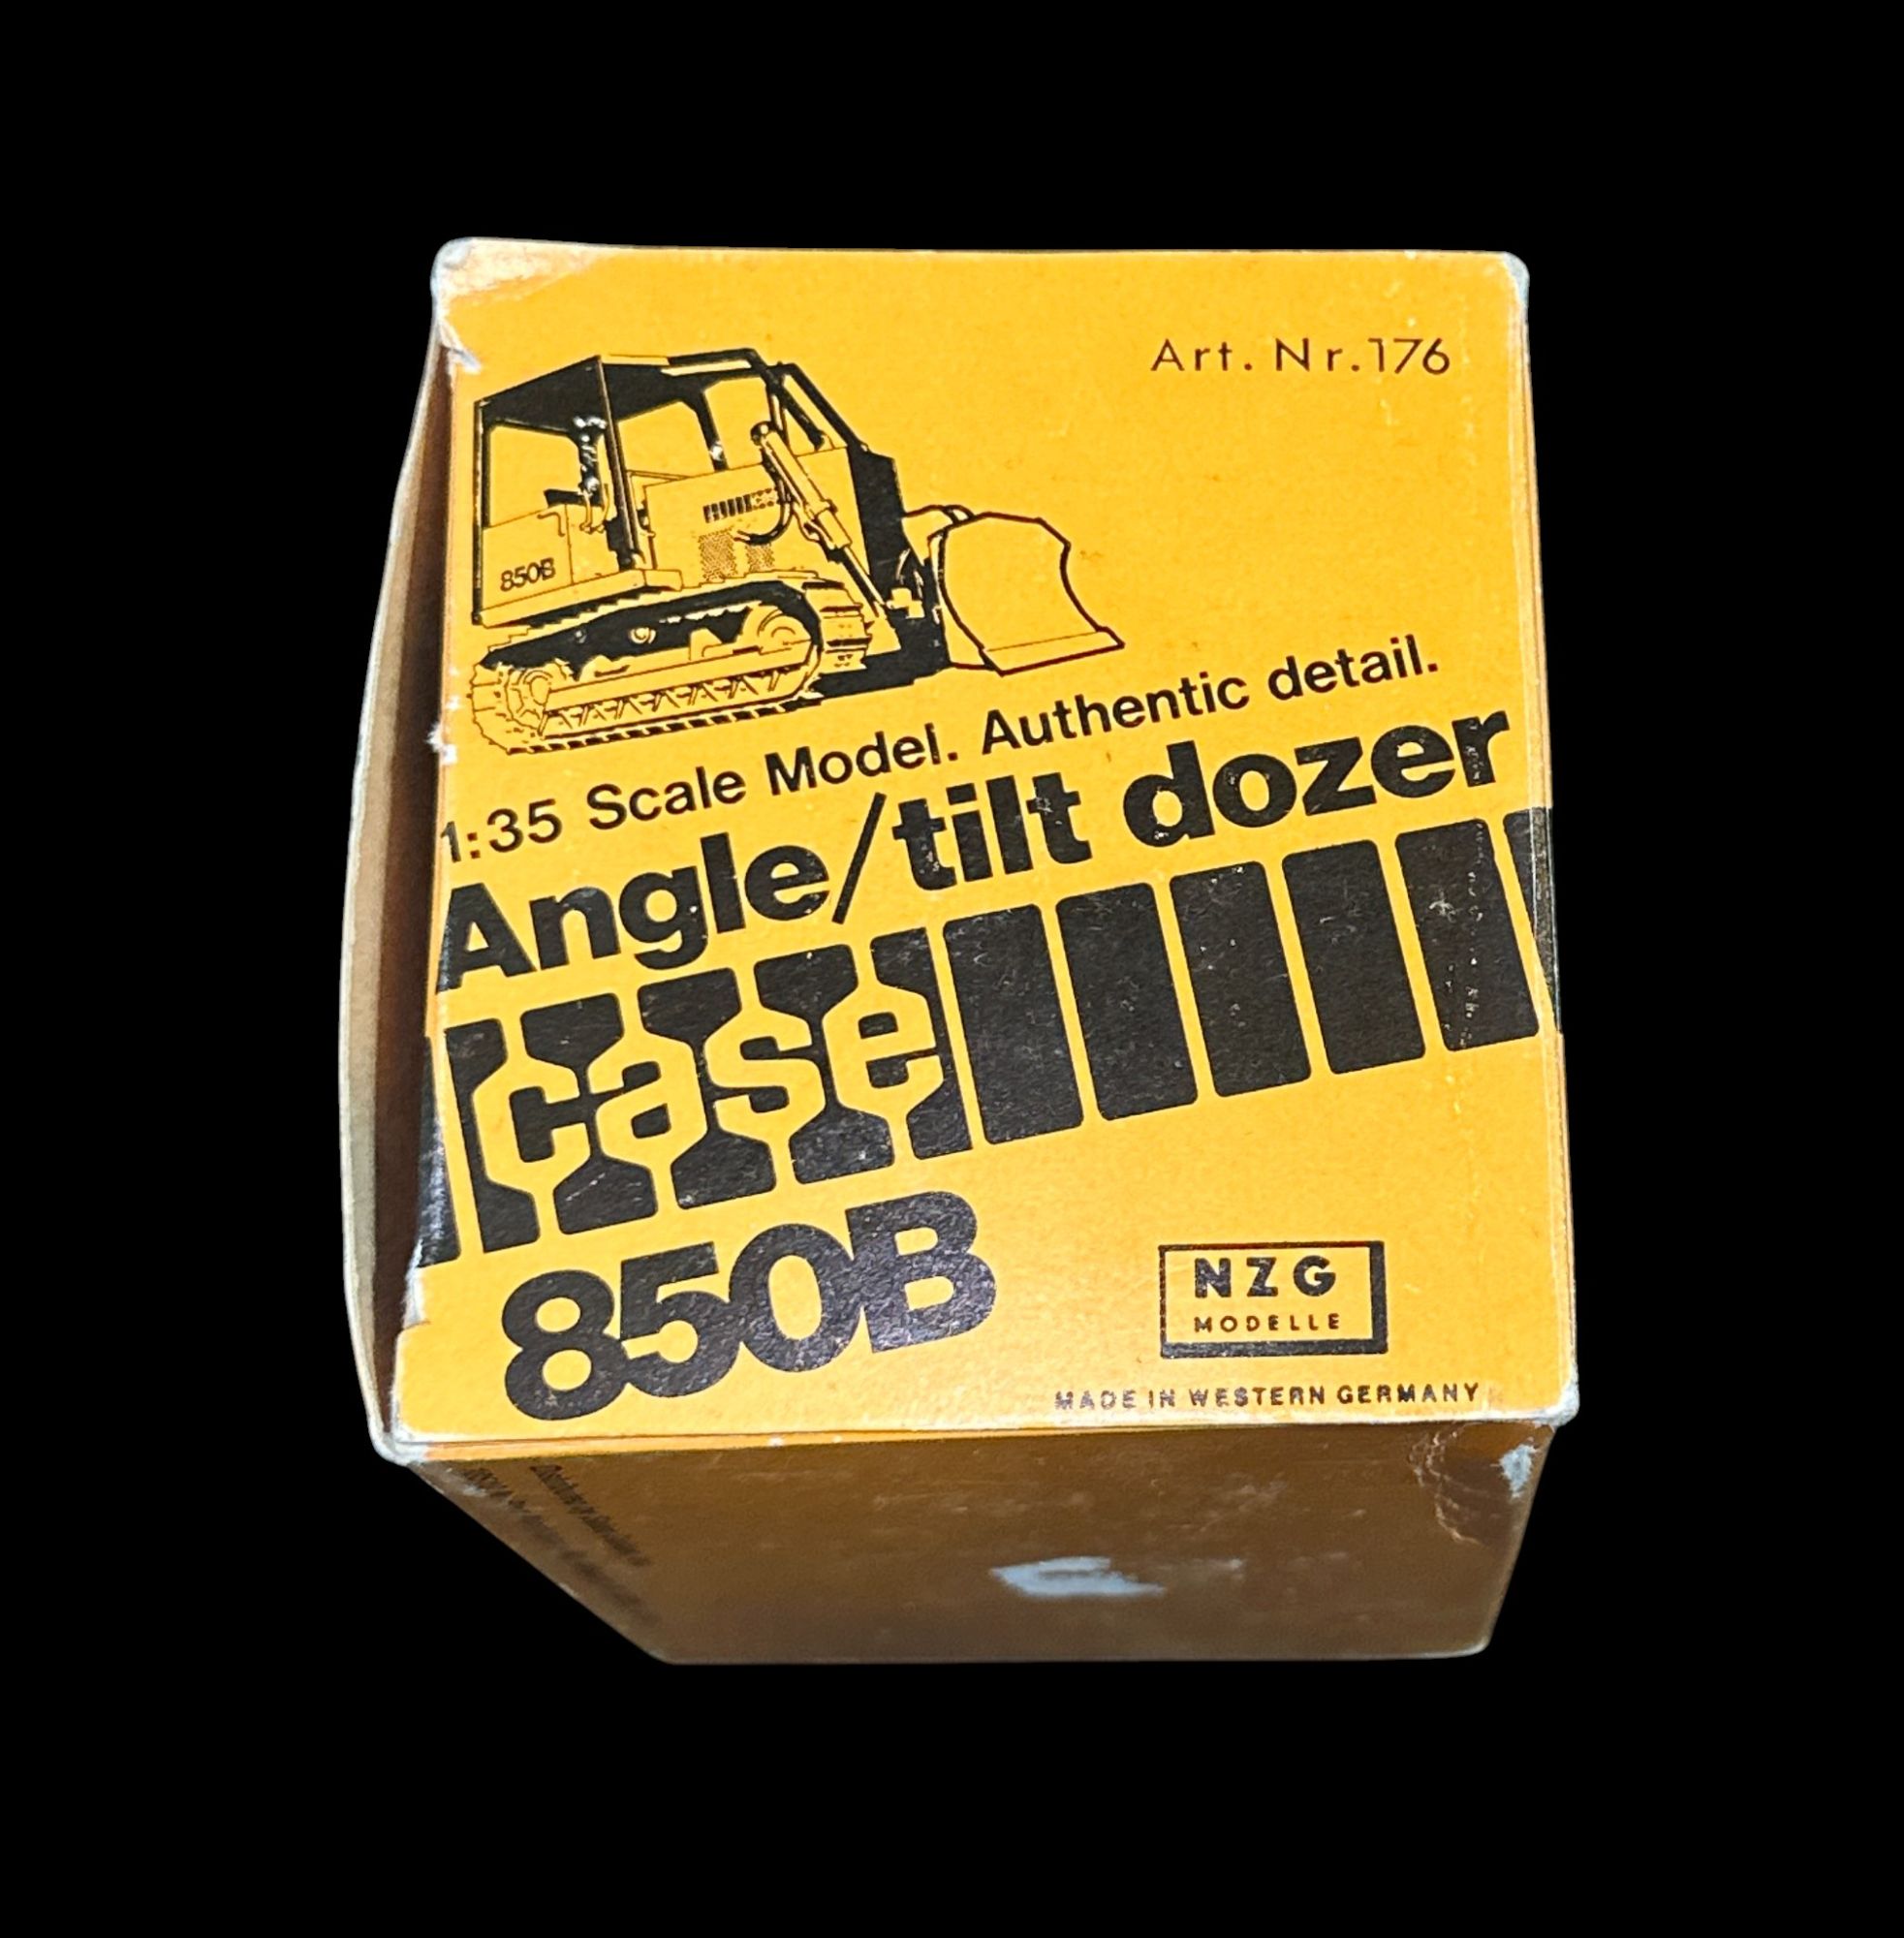 Art. Nr. 176
850B
1:35 Scale Model. Authentic detail.
Angle/tilt dozer
case
850B
NZG
MODELLE
MADE IN WESTERN GERMANY